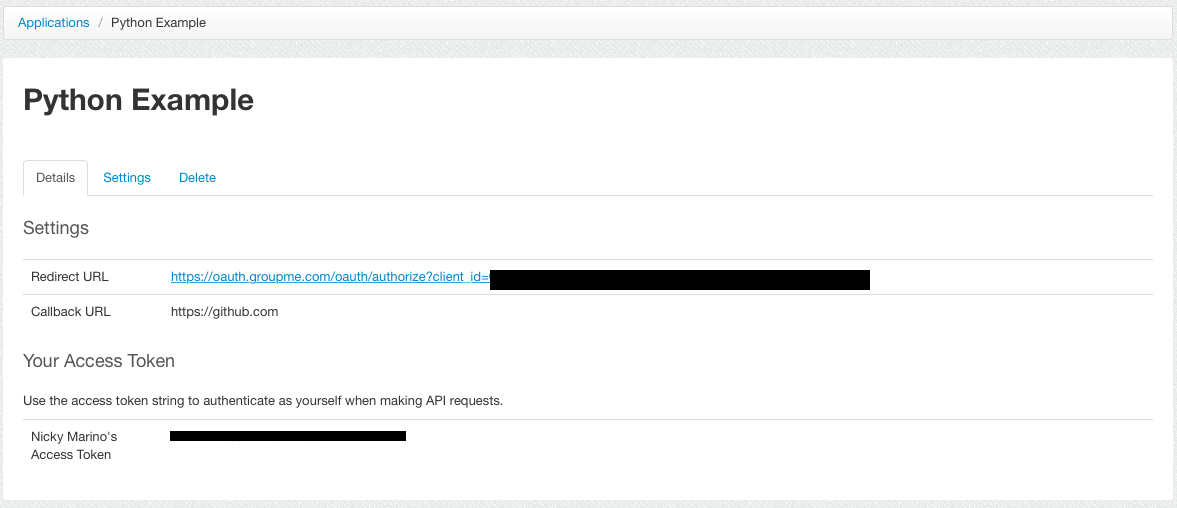 Applications / Python Example
Python Example
Details Settings Delete
Settings
Redirect URL https://oauth.groupme.com/oauth/authorize?client_id=
Callback URL https://github.com
Your Access Token
Use the access token string to authenticate as yourself when making API requests.
Nicky Marino's
Access Token